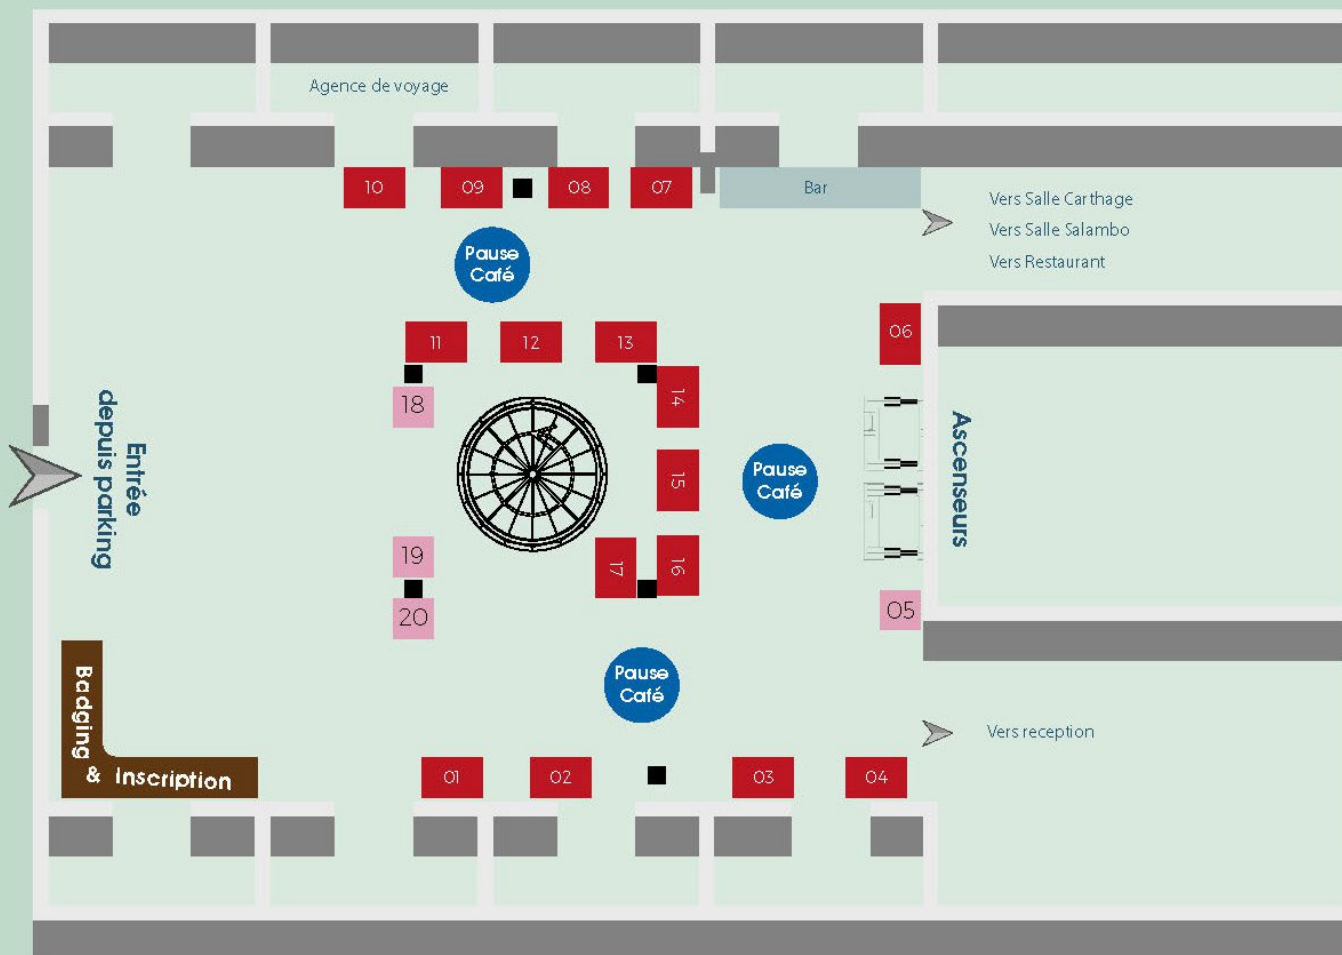 Agence de voyage
10
09
08
07
Bar
Vers Salle Carthage
Vers Salle Salambo
Vers Restaurant
Pause
Café
06
11
12
13
14
18
Entrée
depuis parking
15
Pause
Café
Ascenseurs
19
17
16
20
05
Pause
Café
Badging
& Inscription
Vers reception
01
02
03
04